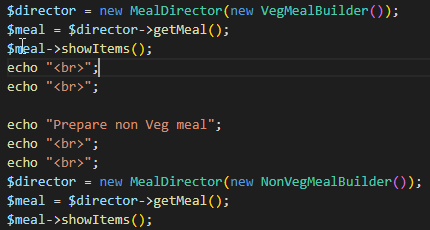 $director = new MealDirector(new VegMealBuilder());
$meal = $director->getMeal();
$meal->showItems();
echo "<br>";
echo "<br>";
echo "Prepare non Veg meal";
echo "<br>";
echo "<br>";
$director = new MealDirector(new NonVegMealBuilder());
$meal = $director->getMeal();
$meal->showItems();